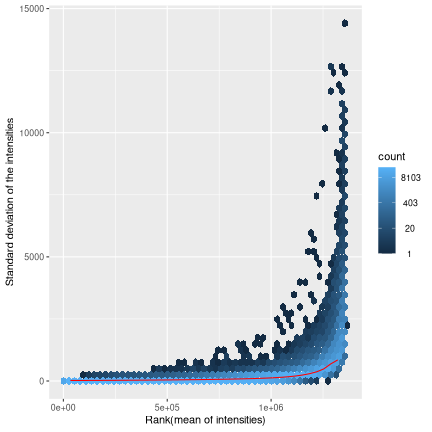 15000
10000
5000
0
Standard deviation of the intensities
0e+00
5e+05
1e+06
Rank(mean of intensities)
count
8103
403
20
1